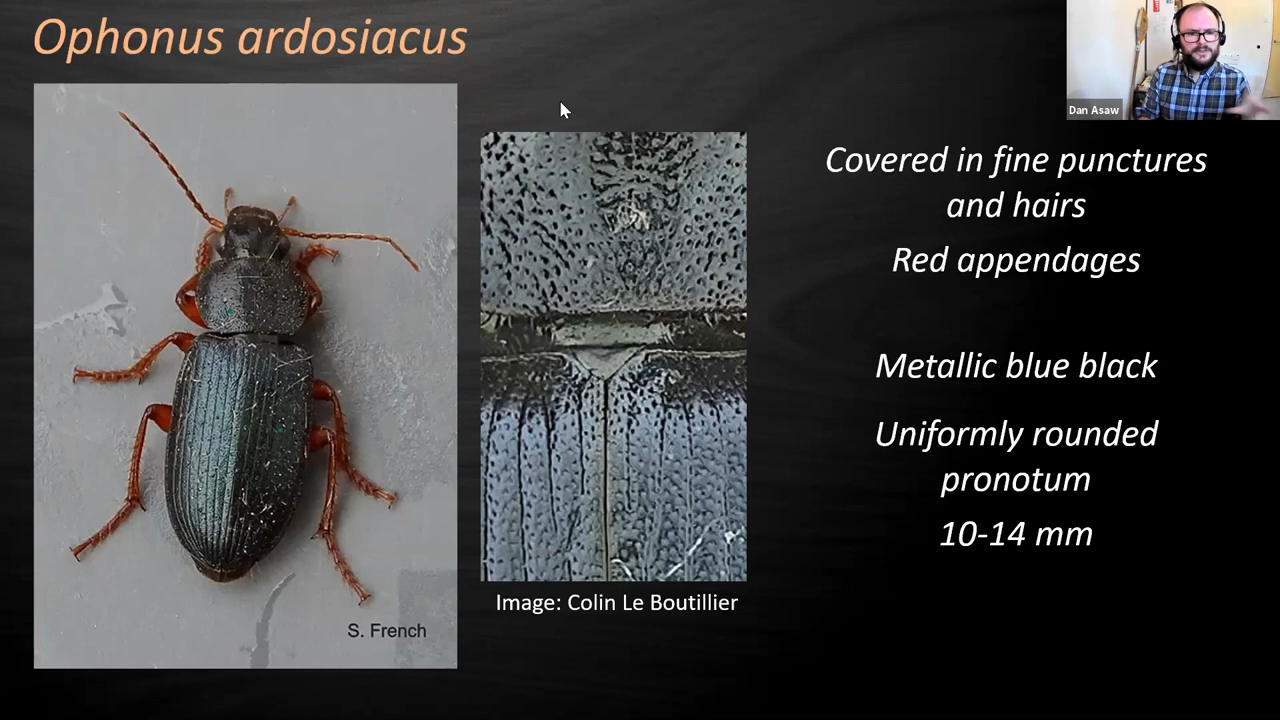 Ophonus ardosiacus
Dan Asaw
Covered in fine punctures
and hairs
Red appendages
Metallic blue black
Uniformly rounded
pronotum
10-14 mm
Image: Colin Le Boutillier
S. French